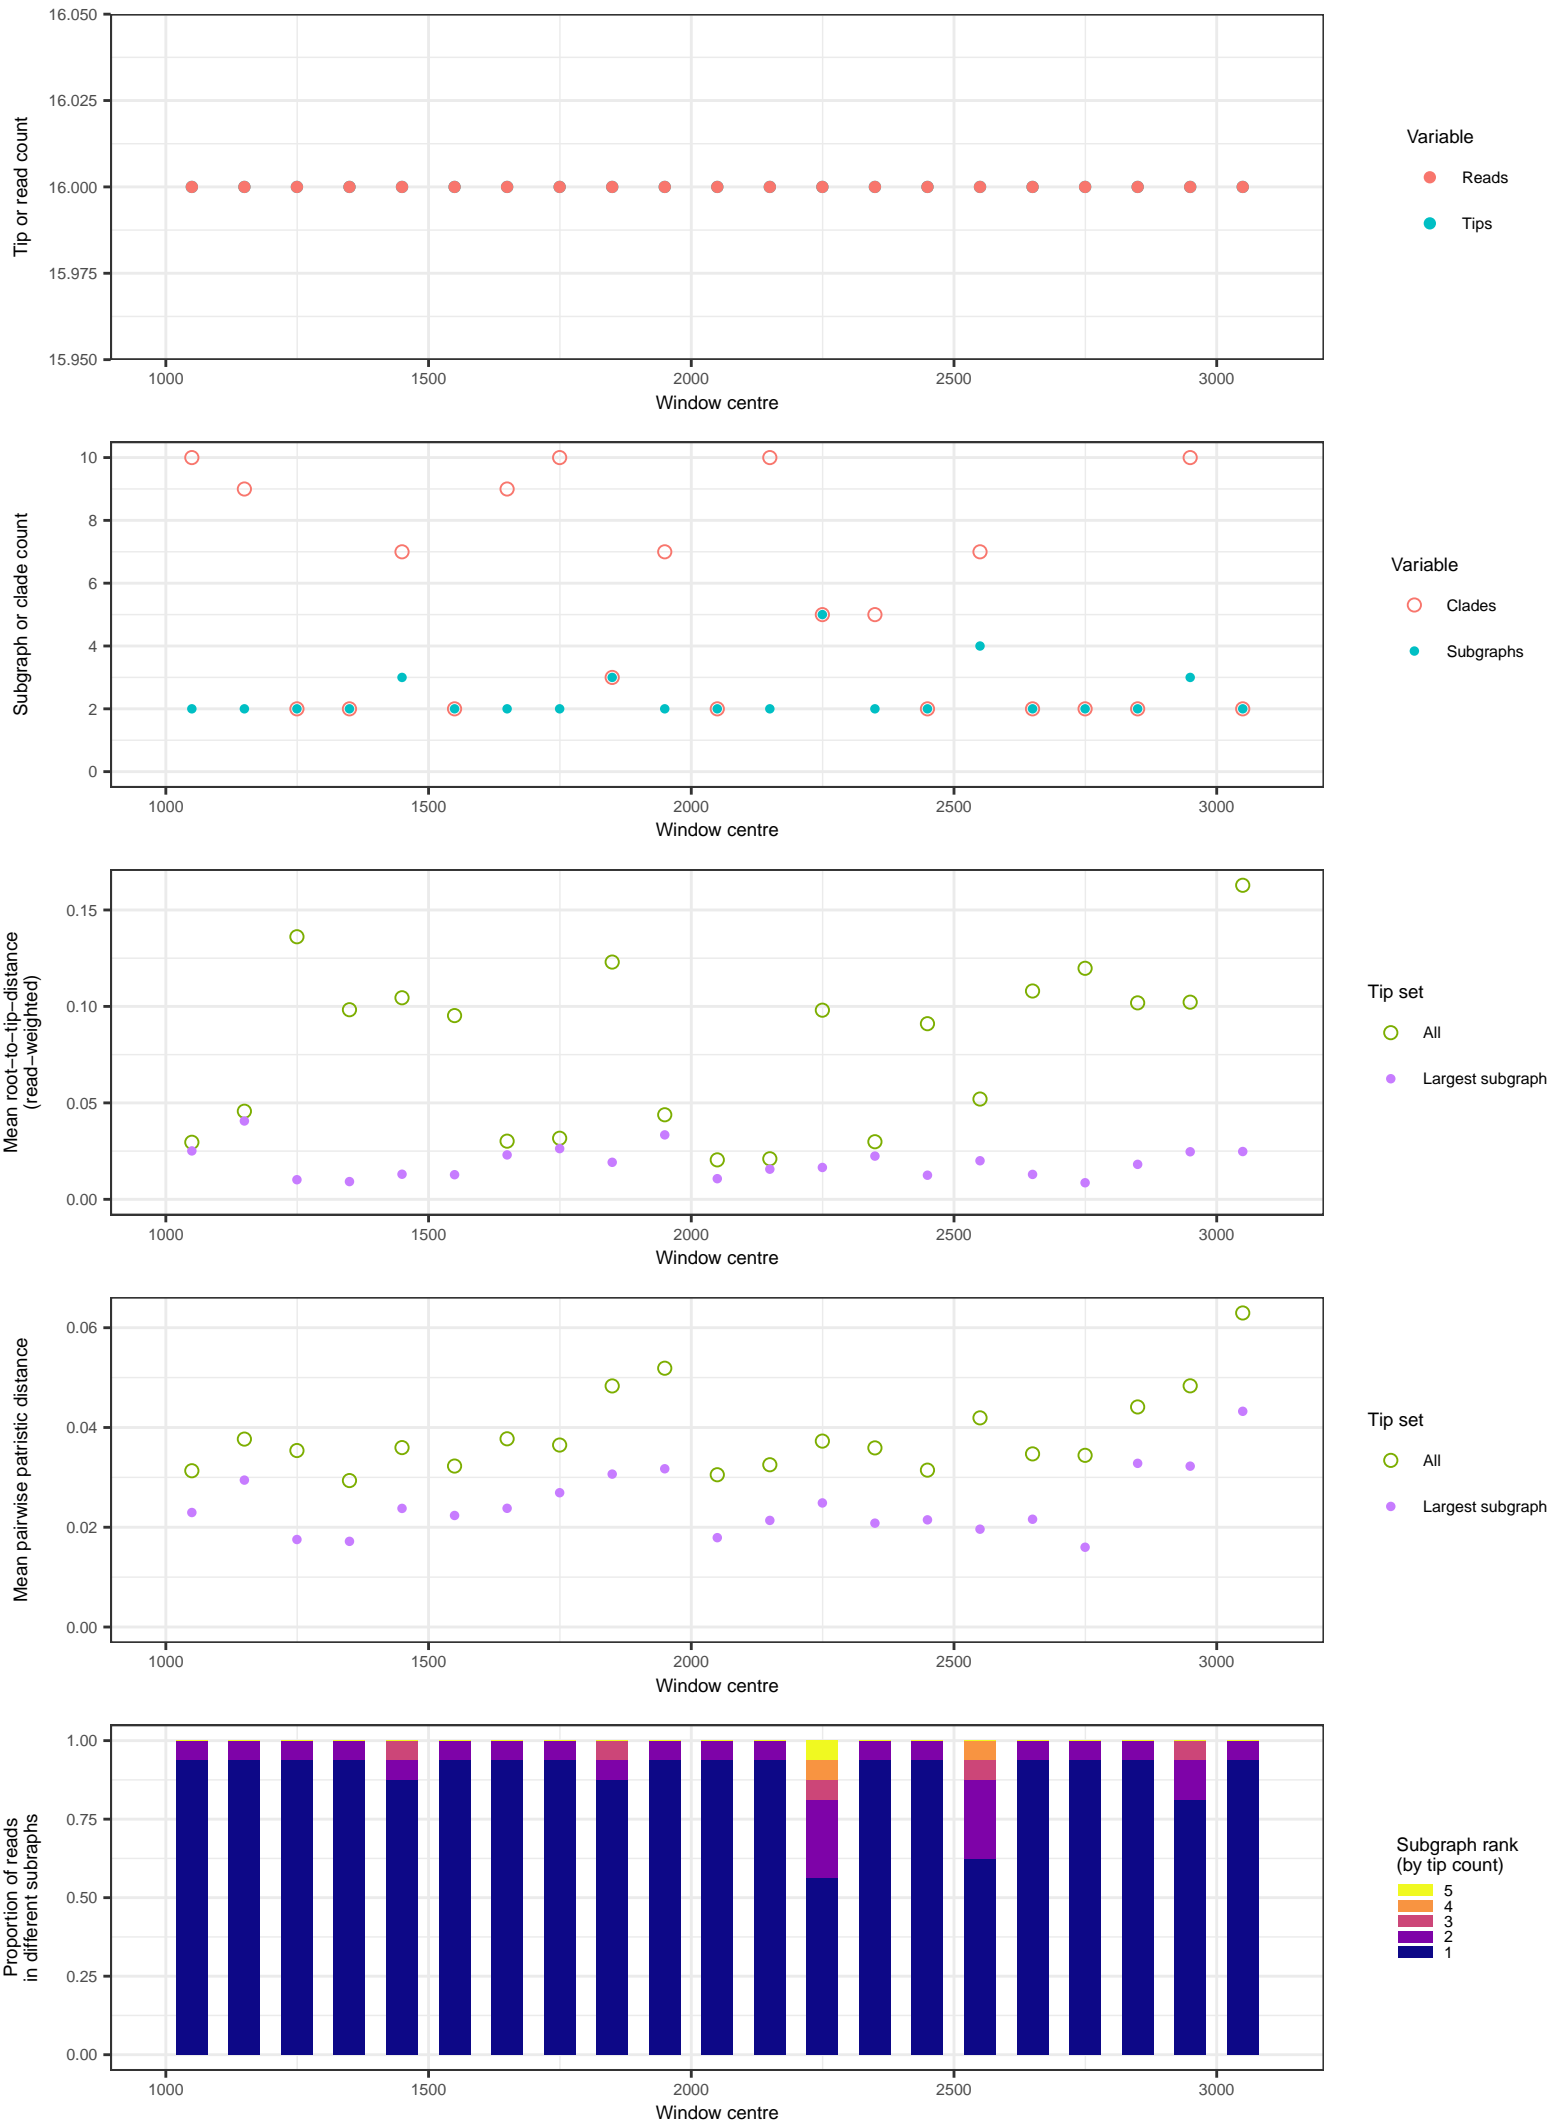 16.050
16.025
16.000
15.975
15.950
Tip or read count
1000 1500 2000 2500 3000
Window centre
Variable
Reads
Tips
10
8
6
4
2
0
Subgraph or clade count
1000 1500 2000 2500 3000
Window centre
Variable
Clades
Subgraphs
0.15
0.10
0.05
0.00
Mean root−to−tip−distance
(read−weighted)
1000 1500 2000 2500 3000
Window centre
Tip set
All
Largest subgraph
0.06
0.04
0.02
0.00
Mean pairwise patristic distance
1000 1500 2000 2500 3000
Window centre
Tip set
All
Largest subgraph
1.00
0.75
0.50
0.25
0.00
Proportion of reads
in different subraphs
1000 1500 2000 2500 3000
Window centre
Subgraph rank
(by tip count)
5
4
3
2
1